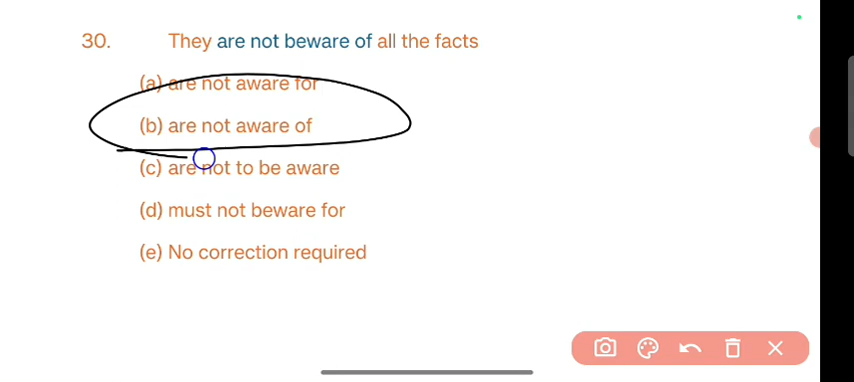 30. They are not beware of all the facts
(a) are not aware for
(b) are not aware of
(c) are not to be aware
(d) must not beware for
(e) No correction required